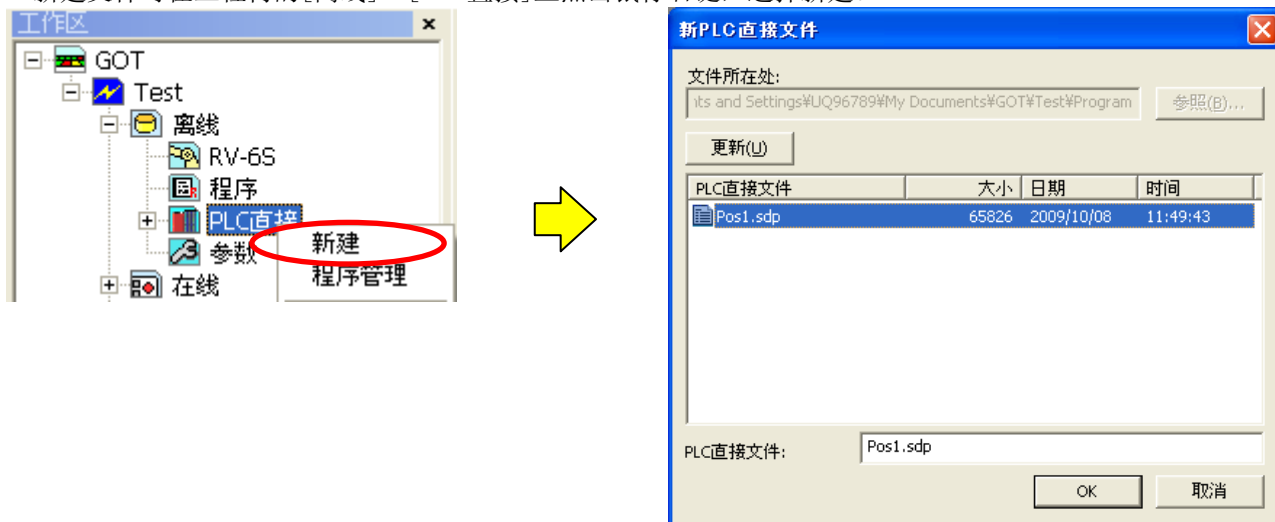 工作区
GOT
Test
离线
RV-6S
程序
PLC直接
参数
在线
新建
程序管理
新PLC直接文件
文件所在处:
its and Settings¥UQ96789¥My Documents¥GOT¥Test¥Program
参照(B)...
更新(U)
PLC直接文件 大小 日期 时间
Pos1.sdp 65826 2009/10/08 11:49:43
PLC直接文件: Pos1.sdp
OK 取消